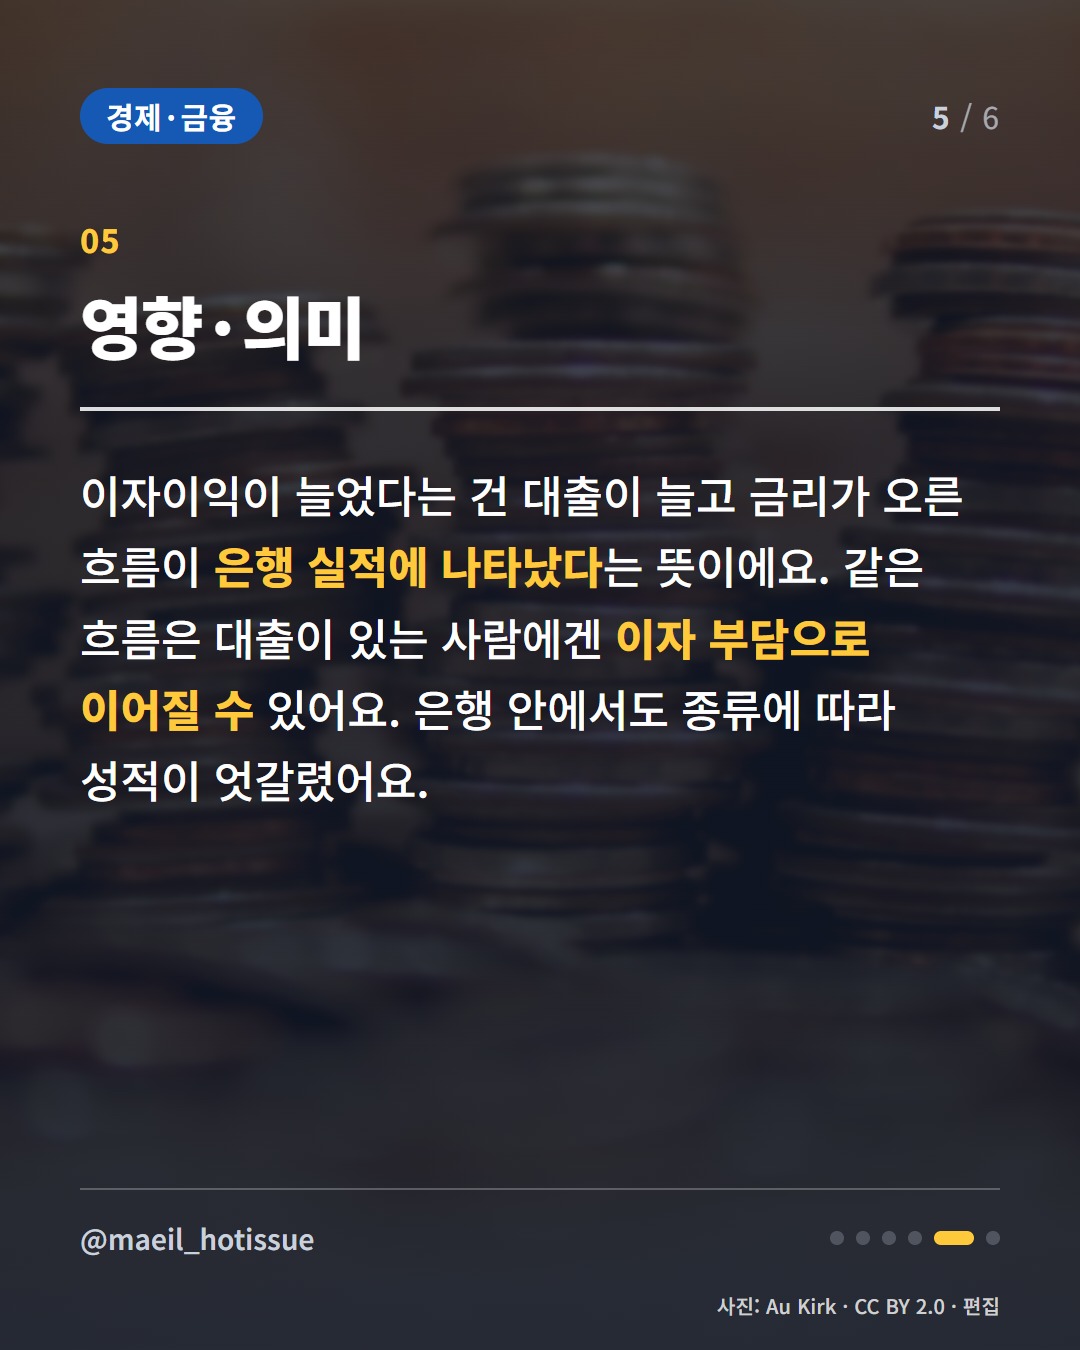 경제·금융
5 / 6
05
영향·의미
이자이익이 늘었다는 건 대출이 늘고 금리가 오른
흐름이 은행 실적에 나타났다는 뜻이에요. 같은
흐름은 대출이 있는 사람에겐 이자 부담으로
이어질 수 있어요. 은행 안에서도 종류에 따라
성적이 엇갈렸어요.
@maeil_hotissue
사진: Au Kirk · CC BY 2.0 · 편집